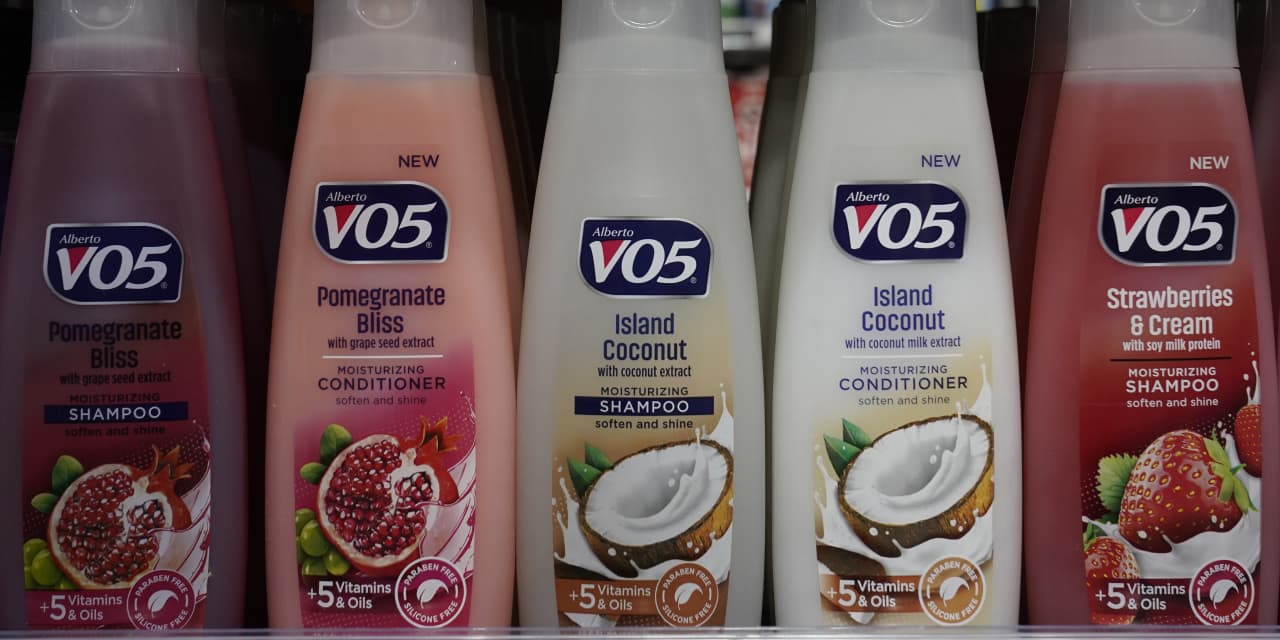 Alberto
VO5
Pomegranate
Bliss
with grape seed extract
MOISTURIZING
SHAMPOO
soften and shine
+5 Vitamins
& Oils
PARABEN FREE
SILICONE FREE
NEW
Alberto
VO5
Pomegranate
Bliss
with grape seed extract
MOISTURIZING
CONDITIONER
soften and shine
+5 Vitamins
& Oils
PARABEN FREE
SILICONE FREE
Alberto
VO5
Island
Coconut
with coconut extract
MOISTURIZING
SHAMPOO
soften and shine
+5 Vitamins
& Oils
PARABEN FREE
SILICONE FREE
NEW
Alberto
VO5
Island
Coconut
with coconut milk extract
MOISTURIZING
CONDITIONER
soften and shine
+5 Vitamins
& Oils
PARABEN FREE
SILICONE FREE
NEW
Alberto
VO5
Strawberries
& Cream
with soy milk protein
MOISTURIZING
SHAMPOO
soften and shine
+5 Vitamins
& Oils
PARABEN FREE
SILICONE FREE